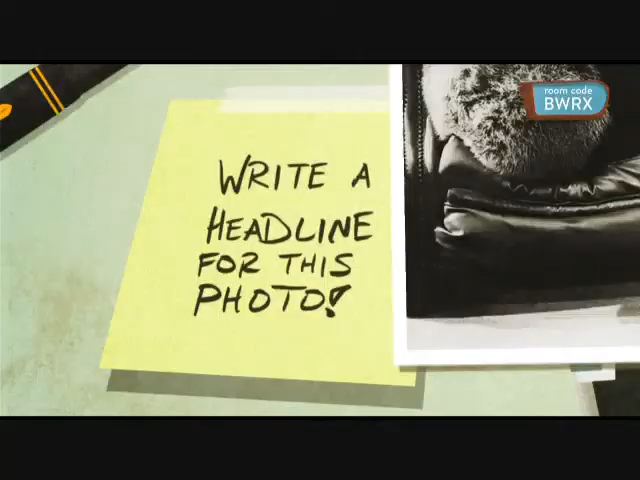 room code
BWRX
WRITE A
HEADLINE
FOR THIS
PHOTO!